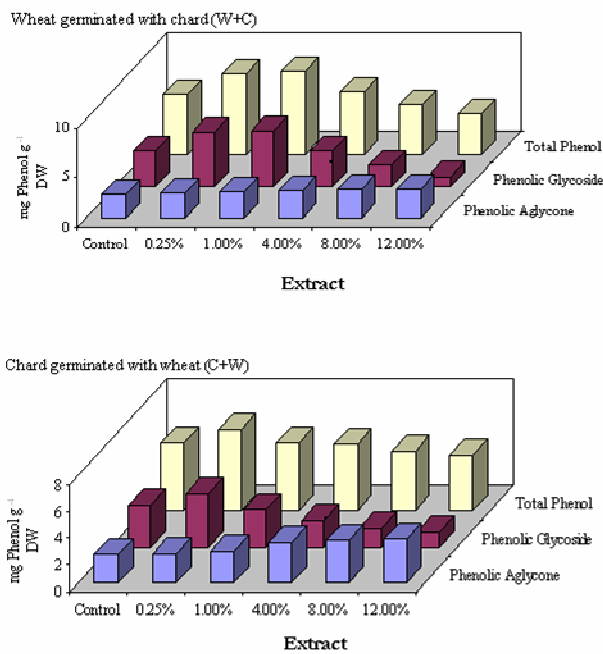 Wheat germinated with chard (W+C)
10
5
0
mg Phenol g⁻¹
DW
Total Phenol
Phenolic Glycoside
Phenolic Aglycone
Control 0.25% 1.00% 4.00% 8.00% 12.00%
Extract
Chard germinated with wheat (C+W)
8
6
4
2
0
mg Phenol g⁻¹
DW
Total Phenol
Phenolic Glycoside
Phenolic Aglycone
Control 0.25% 1.00% 4.00% 8.00% 12.00%
Extract